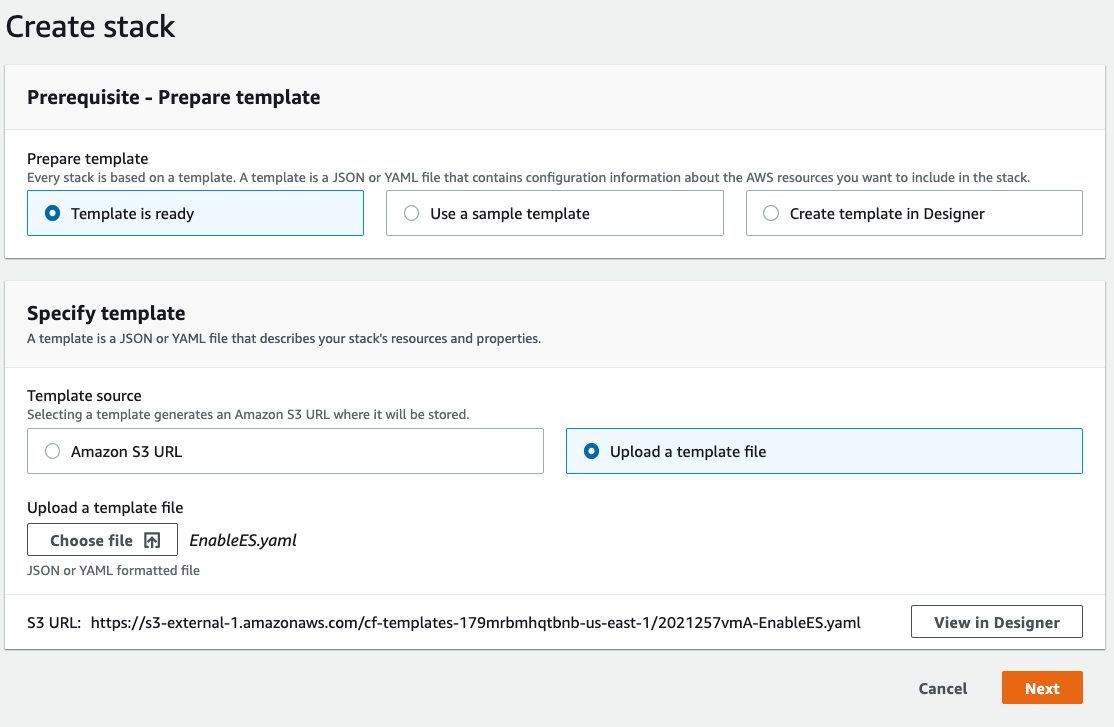 Create stack
Prerequisite - Prepare template
Prepare template
Every stack is based on a template. A template is a JSON or YAML file that contains configuration information about the AWS resources you want to include in the stack.
Template is ready
Use a sample template
Create template in Designer
Specify template
A template is a JSON or YAML file that describes your stack's resources and properties.
Template source
Selecting a template generates an Amazon S3 URL where it will be stored.
Amazon S3 URL
Upload a template file
Upload a template file
Choose file
EnableES.yaml
JSON or YAML formatted file
S3 URL: https://s3-external-1.amazonaws.com/cf-templates-179mrbmhqtbnb-us-east-1/2021257vmA-EnableES.yaml
View in Designer
Cancel
Next